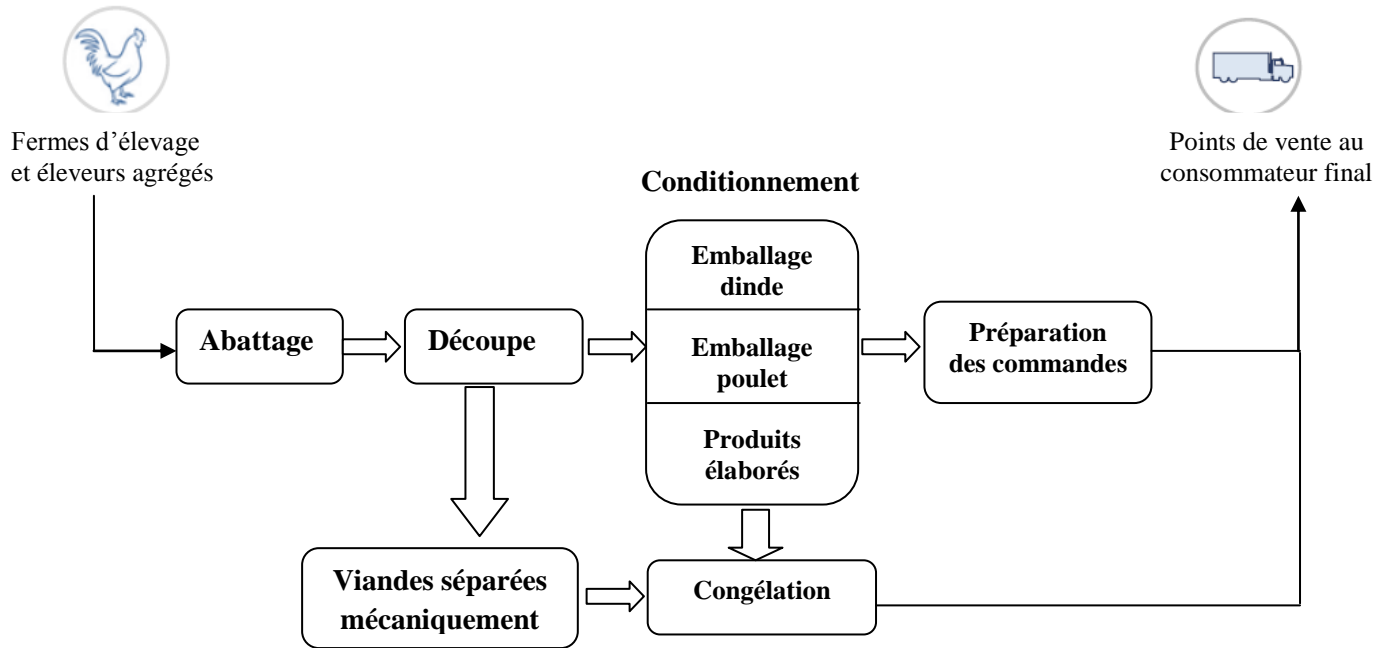 Fermes d’élevage
et éleveurs agrégés
Points de vente au
consommateur final
Conditionnement
Emballage
dinde
Abattage
Découpe
Emballage
poulet
Préparation
des commandes
Produits
élaborés
Viandes séparées
mécaniquement
Congélation